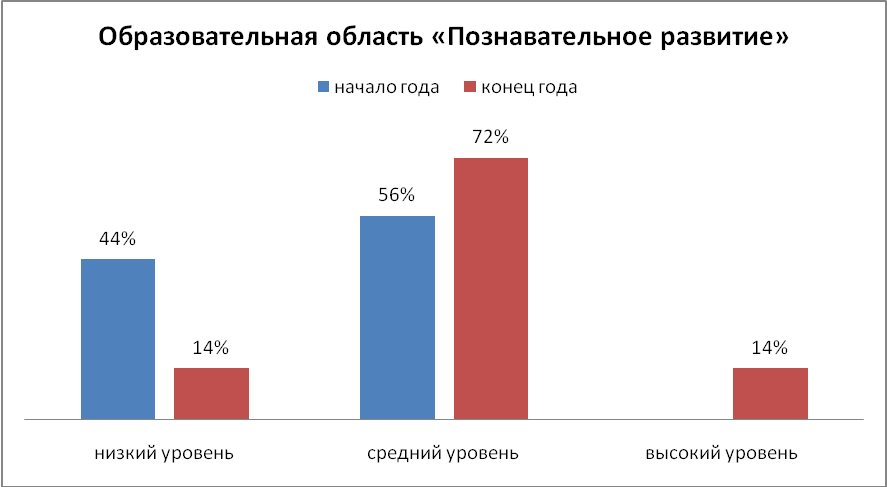 Образовательная область «Познавательное развитие»
начало года конец года
72%
56%
44%
14% 14%
низкий уровень средний уровень высокий уровень